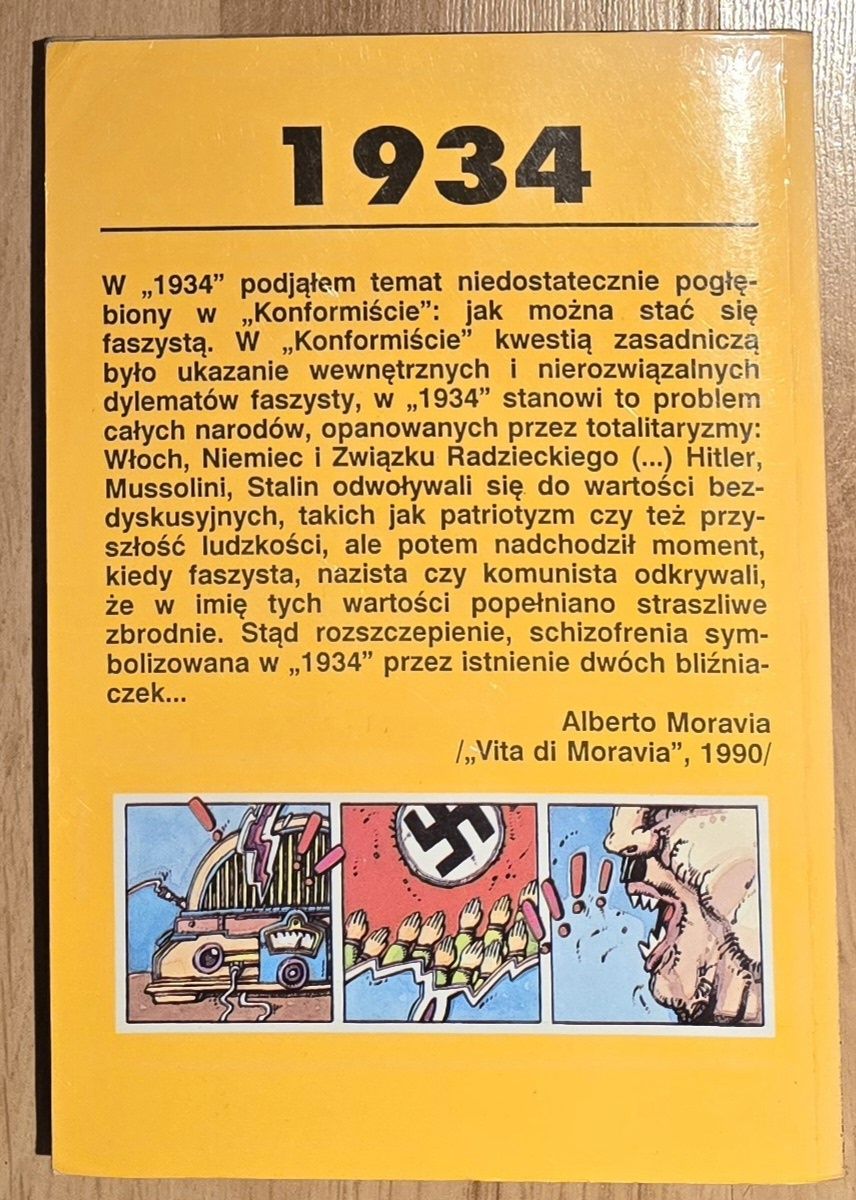 1934
W „1934” podjąłem temat niedostatecznie pogłę-
biony w „Konformiście”: jak można stać się
faszystą. W „Konformiście” kwestią zasadniczą
było ukazanie wewnętrznych i nierozwiązalnych
dylematów faszysty, w „1934” stanowi to problem
całych narodów, opanowanych przez totalitaryzmy:
Włoch, Niemiec i Związku Radzieckiego (...) Hitler,
Mussolini, Stalin odwoływali się do wartości bez-
dyskusyjnych, takich jak patriotyzm czy też przy-
szłość ludzkości, ale potem nadchodził moment,
kiedy faszysta, nazista czy komunista odkrywali,
że w imię tych wartości popełniano straszliwe
zbrodnie. Stąd rozszczepienie, schizofrenia sym-
bolizowana w „1934” przez istnienie dwóch bliźnia-
czek...
Alberto Moravia
/„Vita di Moravia”, 1990/